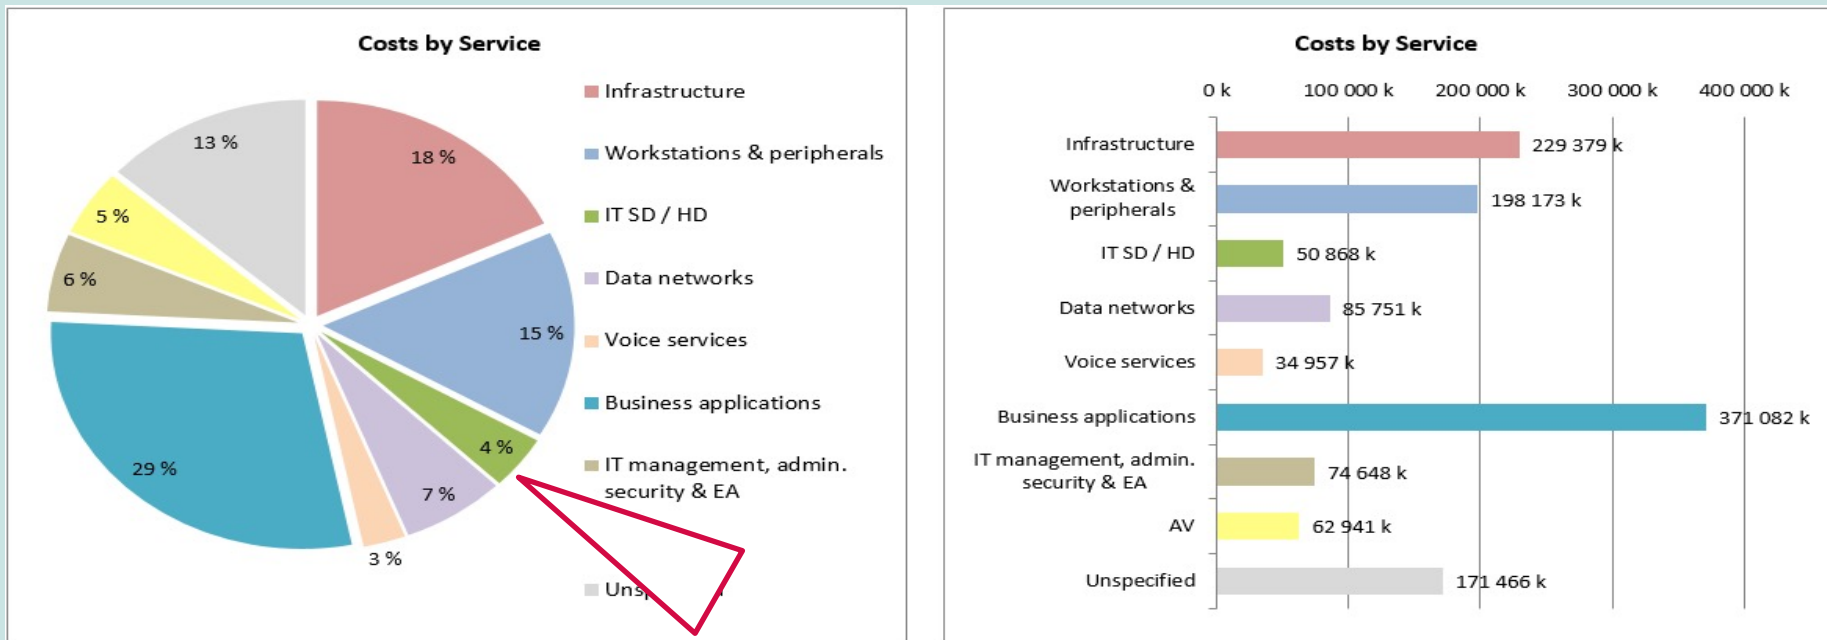 Costs by Service
13 %
18 %
5 %
6 %
15 %
4 %
29 %
7 %
3 %
Infrastructure
Workstations & peripherals
IT SD / HD
Data networks
Voice services
Business applications
IT management, admin.
security & EA
Costs by Service
0 k 100 000 k 200 000 k 300 000 k 400 000 k
Infrastructure 229 379 k
Workstations &
peripherals 198 173 k
IT SD / HD 50 868 k
Data networks 85 751 k
Voice services 34 957 k
Business applications 371 082 k
IT management, admin.
security & EA 74 648 k
AV 62 941 k
Unspecified 171 466 k